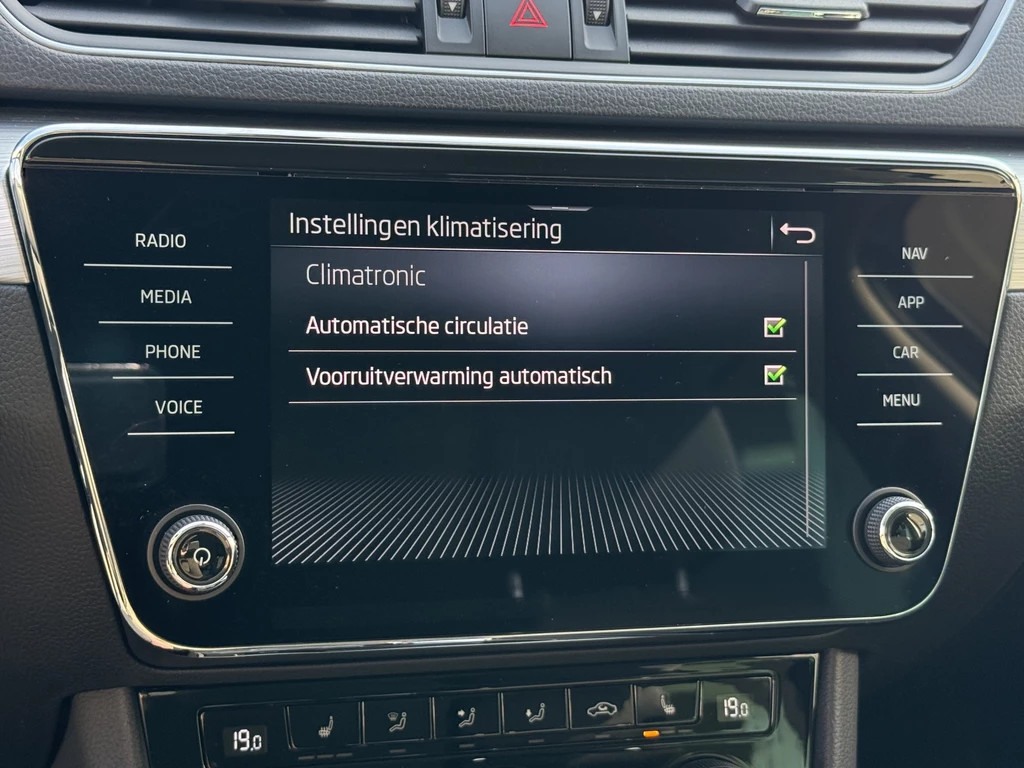 Instellingen klimatisering
Climatronic
Automatische circulatie
Voorruitverwarming automatisch
RADIO
MEDIA
PHONE
VOICE
NAV
APP
CAR
MENU
19.0
19.0